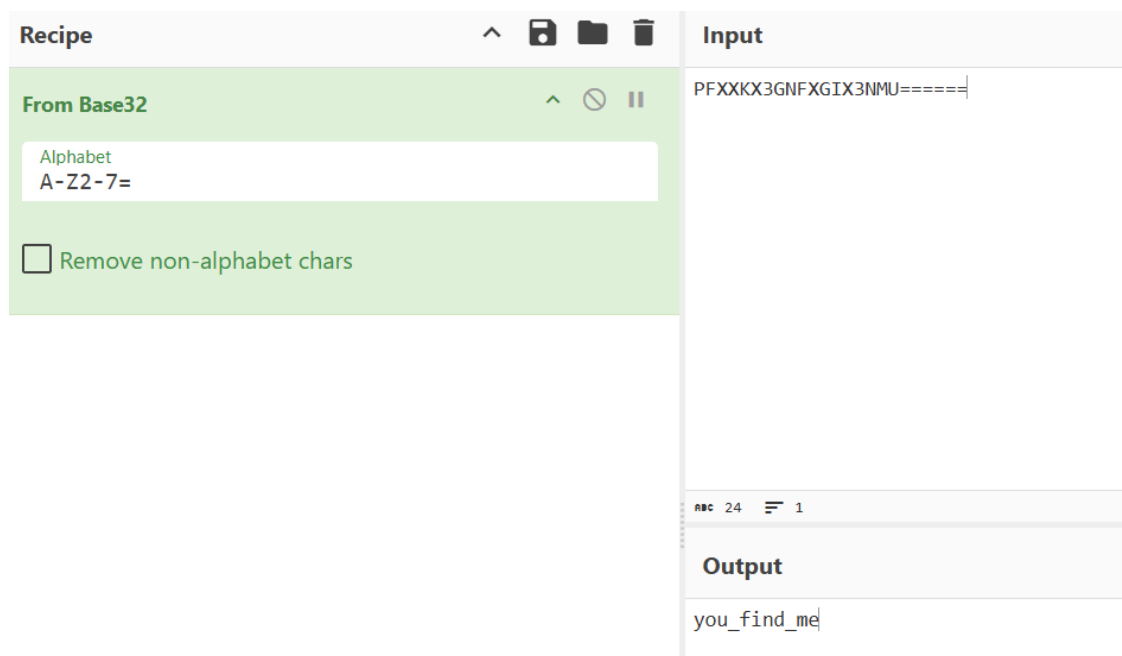 Recipe
From Base32
Alphabet
A-Z2-7=
Remove non-alphabet chars
Input
PFXXKX3GNFXGIX3NMU======
ABC 24 1
Output
you_find_me